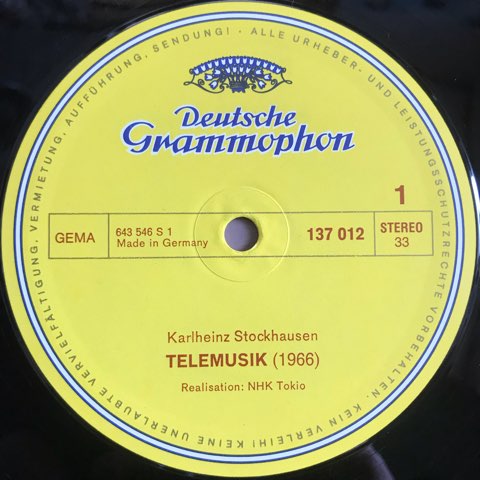 Deutsche
Grammophon
1
GEMA
643 546 S 1
Made in Germany
137 012
STEREO
33
Karlheinz Stockhausen
TELEMUSIK (1966)
Realisation: NHK Tokio
ALLE URHEBER- UND LEISTUNGSSCHUTZRECHTE VORBEHALTEN. KEIN VERLEIH! KEINE UNERLAUBTE VERVIELFÄLTIGUNG, VERMIETUNG, AUFFÜHRUNG, SENDUNG! ·